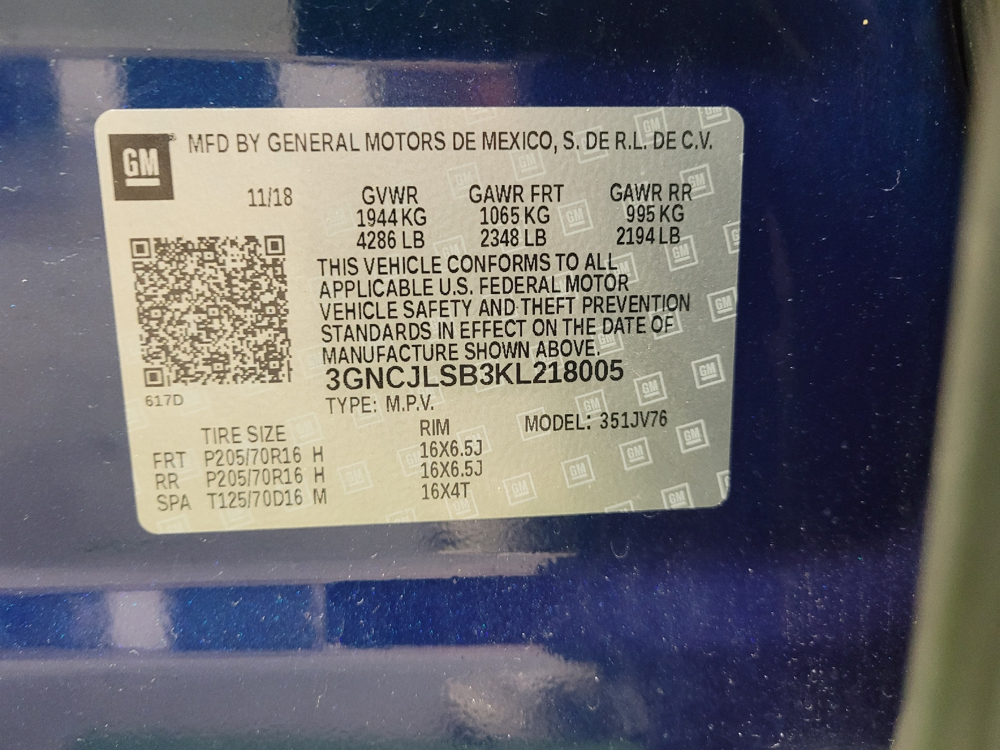 GM MFD BY GENERAL MOTORS DE MEXICO, S. DE R.L. DE C.V.
11/18 GVWR GAWR FRT GAWR RR
1944 KG 1065 KG 995 KG
4286 LB 2348 LB 2194 LB
THIS VEHICLE CONFORMS TO ALL
APPLICABLE U.S. FEDERAL MOTOR
VEHICLE SAFETY AND THEFT PREVENTION
STANDARDS IN EFFECT ON THE DATE OF
MANUFACTURE SHOWN ABOVE.
3GNCJLSB3KL218005
617D
TYPE: M.P.V.
MODEL: 351JV76
TIRE SIZE RIM
FRT P205/70R16 H 16X6.5J
RR P205/70R16 H 16X6.5J
SPA T125/70D16 M 16X4T